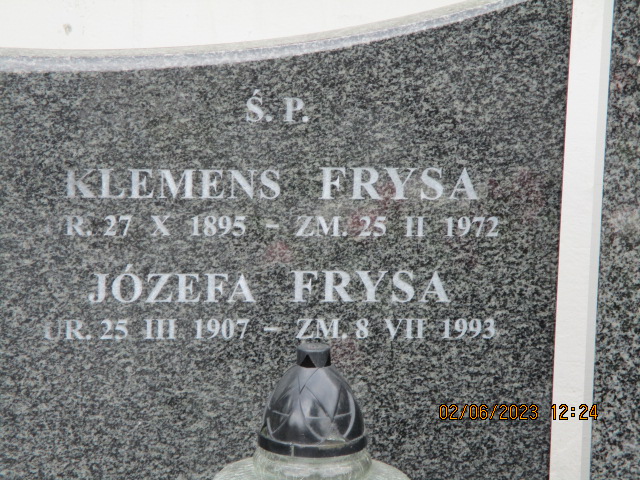 Ś. P.
KLEMENS FRYSA
R. 27 X 1895 - ZM. 25 II 1972
JÓZEFA FRYSA
UR. 25 III 1907 - ZM. 8 VII 1993
02/06/2023 12:24